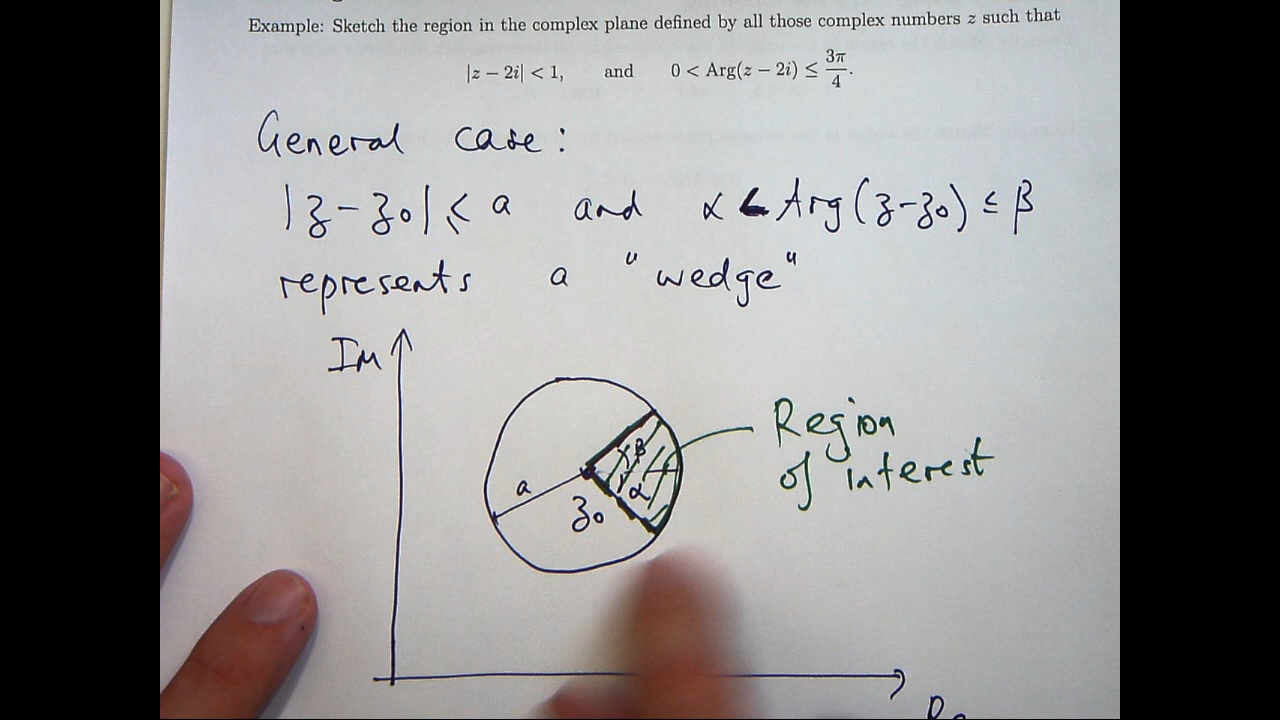 Example: Sketch the region in the complex plane defined by all those complex numbers z such that
|z − 2i| < 1, and 0 < Arg(z − 2i) ≤ 3π/4.
General case:
|z - z₀| ≤ a and α < Arg(z-z₀) ≤ β
represents a "wedge"
Im
Region
of interest
β
α
a
z₀